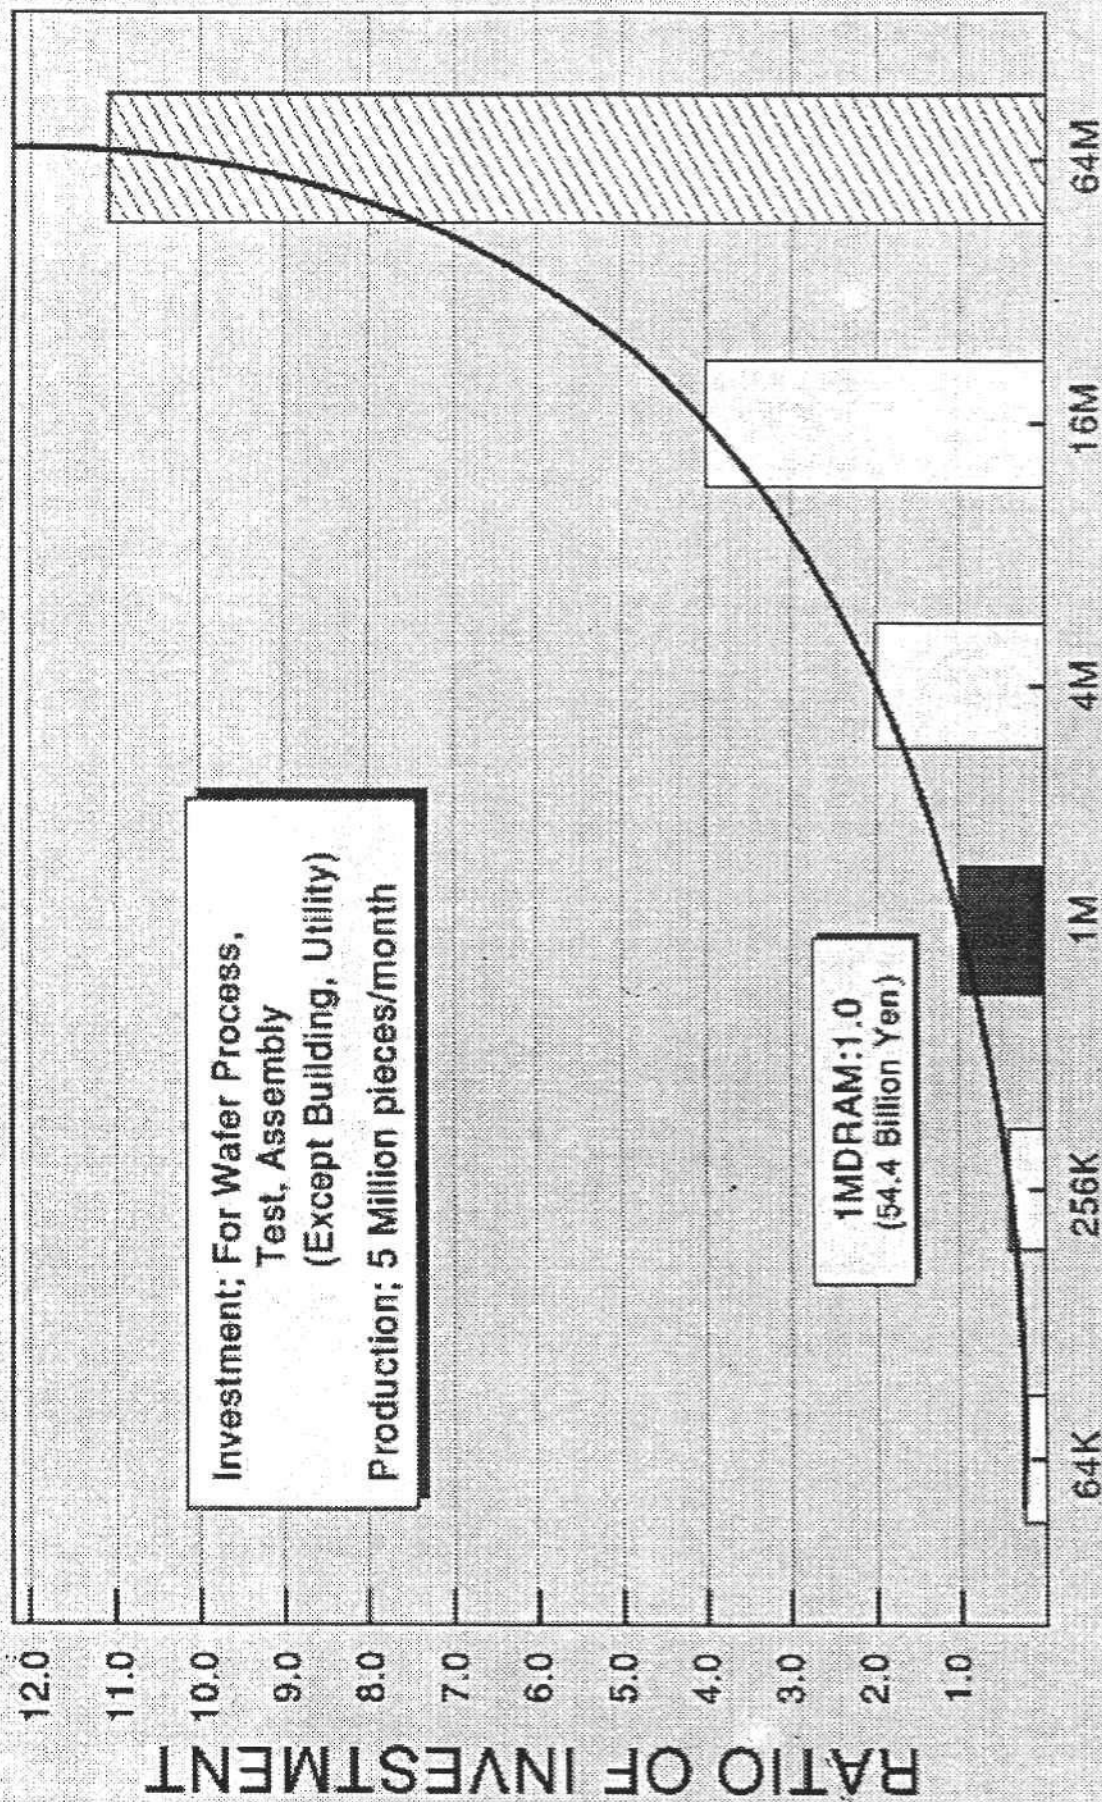 RATIO OF INVESTMENT
12.0
11.0
10.0
9.0
8.0
7.0
6.0
5.0
4.0
3.0
2.0
1.0
Investment; For Wafer Process,
Test, Assembly
(Except Building, Utility)
Production; 5 Million pieces/month
1MDRAM:1.0
(54.4 Billion Yen)
64K
256K
1M
4M
16M
64M